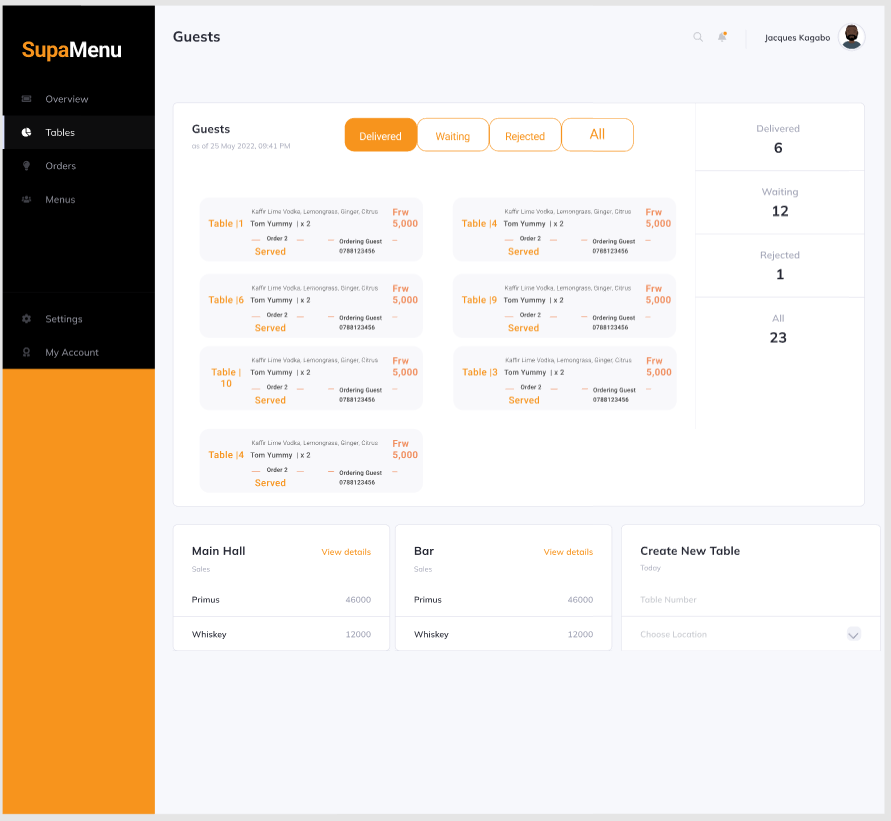 SupaMenu
Overview
Tables
Orders
Menus
Settings
My Account
Guests
Jacques Kagabo
Guests
as of 25 May 2022, 09:41 PM
Delivered
Waiting
Rejected
All
Table |1
Kaffir Lime Vodka, Lemongrass, Ginger, Citrus
Tom Yummy | x 2
Frw
5,000
Order 2
Served
Ordering Guest
0788123456
Table |4
Kaffir Lime Vodka, Lemongrass, Ginger, Citrus
Tom Yummy | x 2
Frw
5,000
Order 2
Served
Ordering Guest
0788123456
Table |6
Kaffir Lime Vodka, Lemongrass, Ginger, Citrus
Tom Yummy | x 2
Frw
5,000
Order 2
Served
Ordering Guest
0788123456
Table |9
Kaffir Lime Vodka, Lemongrass, Ginger, Citrus
Tom Yummy | x 2
Frw
5,000
Order 2
Served
Ordering Guest
0788123456
Table |
10
Kaffir Lime Vodka, Lemongrass, Ginger, Citrus
Tom Yummy | x 2
Frw
5,000
Order 2
Served
Ordering Guest
0788123456
Table |3
Kaffir Lime Vodka, Lemongrass, Ginger, Citrus
Tom Yummy | x 2
Frw
5,000
Order 2
Served
Ordering Guest
0788123456
Table |4
Kaffir Lime Vodka, Lemongrass, Ginger, Citrus
Tom Yummy | x 2
Frw
5,000
Order 2
Served
Ordering Guest
0788123456
Delivered
6
Waiting
12
Rejected
1
All
23
Main Hall
View details
Sales
Primus 46000
Whiskey 12000
Bar
View details
Sales
Primus 46000
Whiskey 12000
Create New Table
Today
Table Number
Choose Location